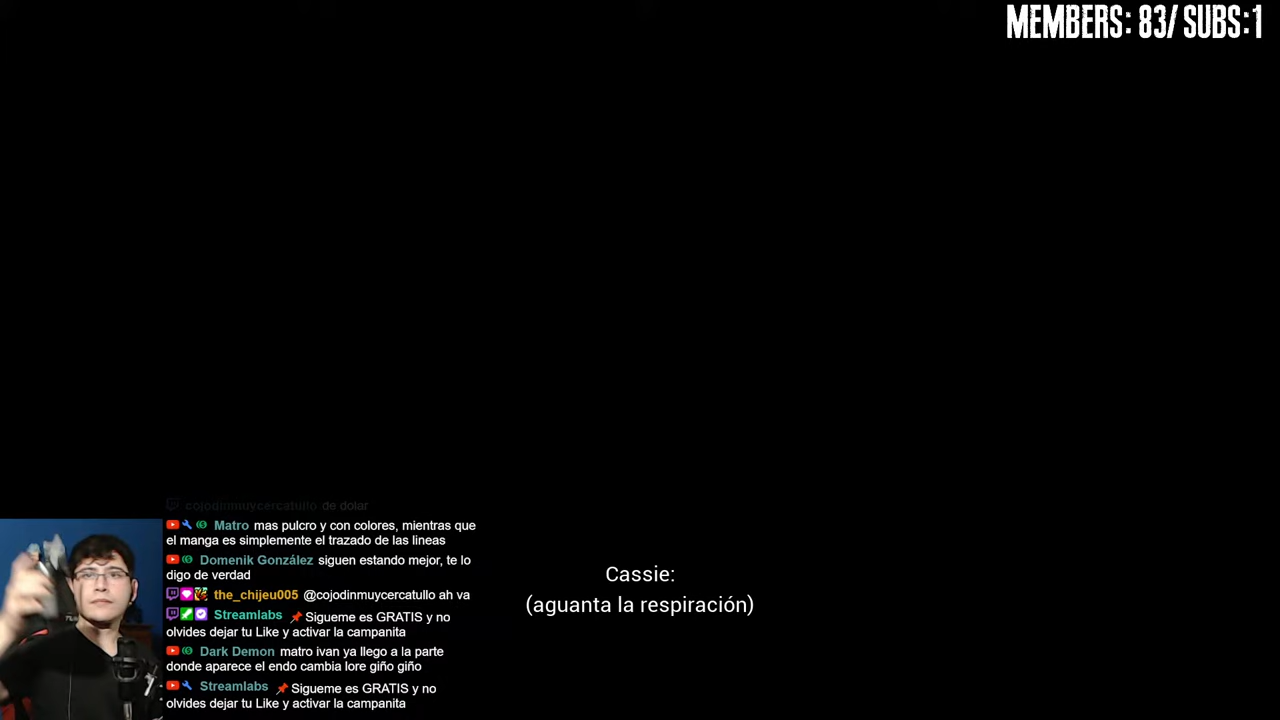 MEMBERS: 83/ SUBS:1
cojodinmuycercatullo de dolar
Matro mas pulcro y con colores, mientras que
el manga es simplemente el trazado de las lineas
Domenik González siguen estando mejor, te lo
digo de verdad
the_chijeu005 @cojodinmuycercatullo ah va
Streamlabs 📌Sigueme es GRATIS y no
olvides dejar tu Like y activar la campanita
Dark Demon matro ivan ya llego a la parte
donde aparece el endo cambia lore giño giño
Streamlabs 📌Sigueme es GRATIS y no
olvides dejar tu Like y activar la campanita
Cassie:
(aguanta la respiración)